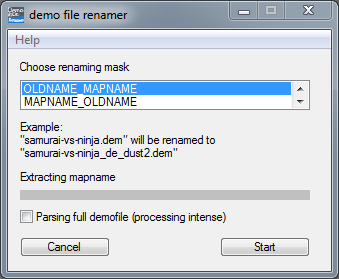 demo file renamer
Help
Choose renaming mask
OLDNAME_MAPNAME
MAPNAME_OLDNAME
Example:
"samurai-vs-ninja.dem" will be renamed to
"samurai-vs-ninja_de_dust2.dem"
Extracting mapname
Parsing full demofile (processing intense)
Cancel
Start